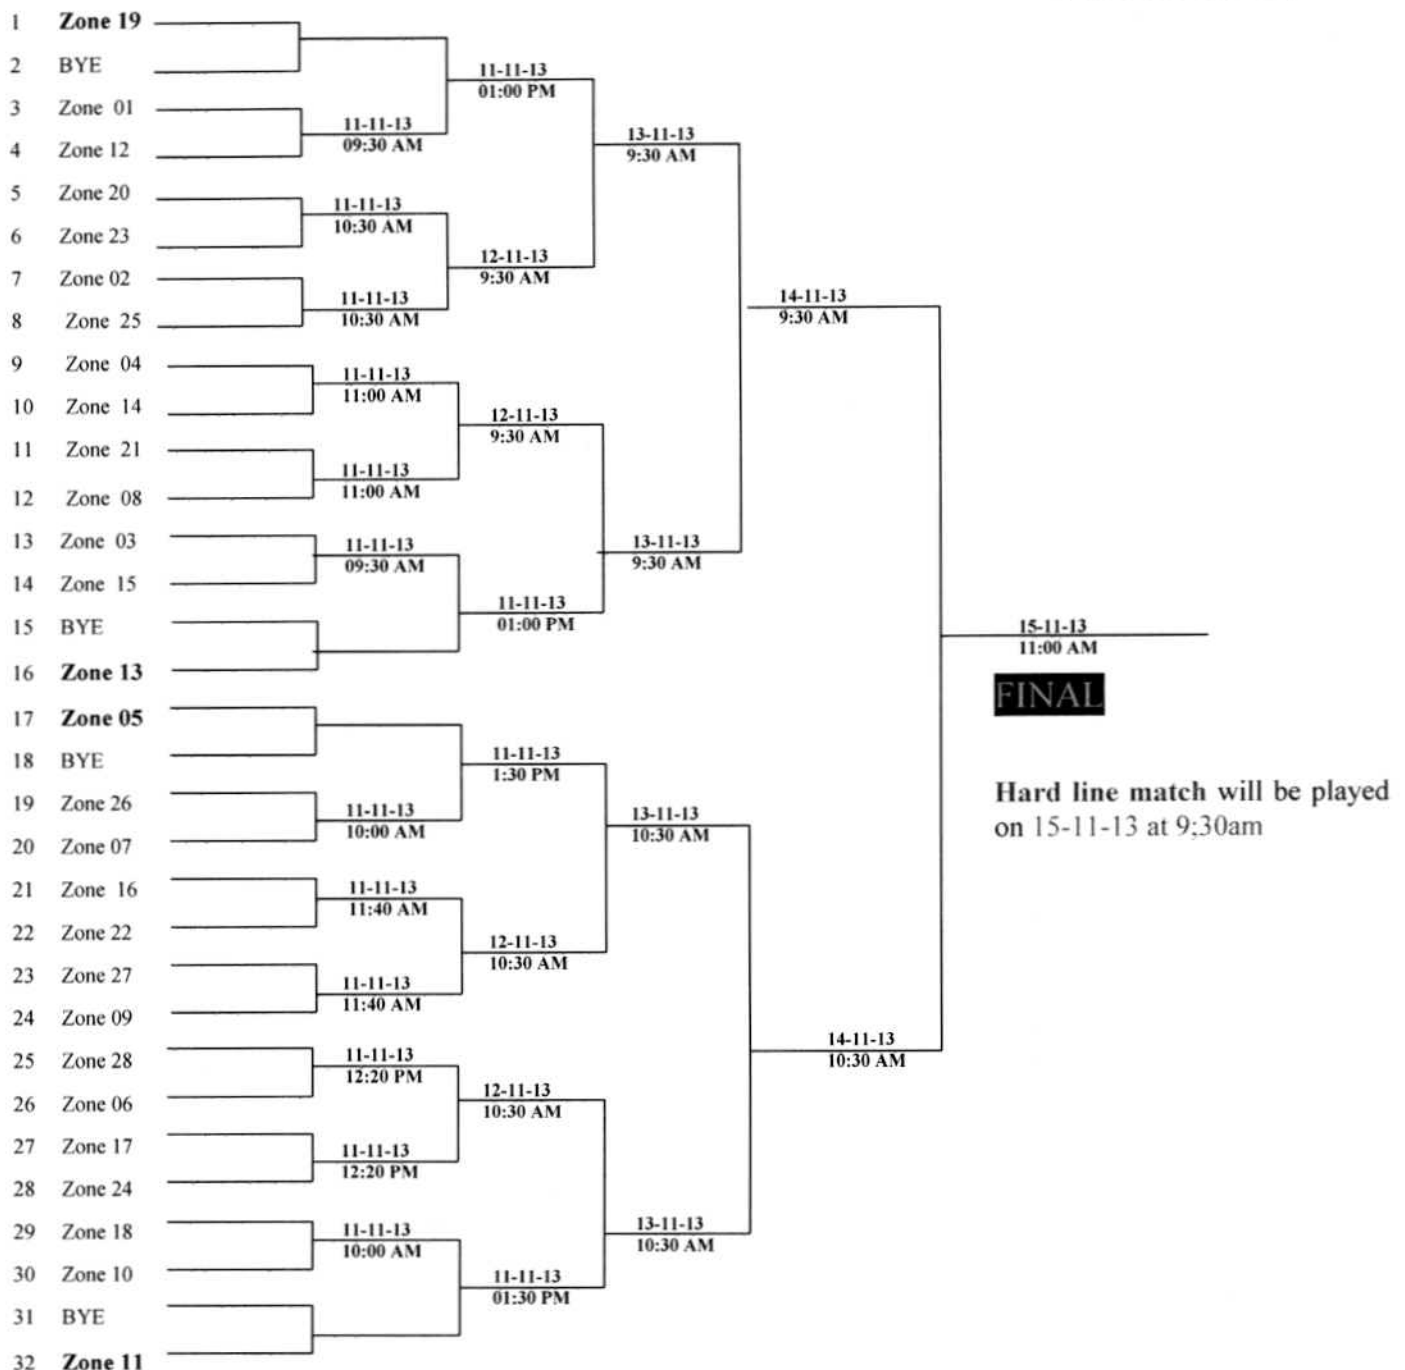 1 Zone 19
2 BYE
3 Zone 01
4 Zone 12
5 Zone 20
6 Zone 23
7 Zone 02
8 Zone 25
9 Zone 04
10 Zone 14
11 Zone 21
12 Zone 08
13 Zone 03
14 Zone 15
15 BYE
16 Zone 13
17 Zone 05
18 BYE
19 Zone 26
20 Zone 07
21 Zone 16
22 Zone 22
23 Zone 27
24 Zone 09
25 Zone 28
26 Zone 06
27 Zone 17
28 Zone 24
29 Zone 18
30 Zone 10
31 BYE
32 Zone 11
11-11-13
09:30 AM
11-11-13
10:30 AM
11-11-13
10:30 AM
11-11-13
11:00 AM
11-11-13
11:00 AM
11-11-13
09:30 AM
11-11-13
10:00 AM
11-11-13
11:40 AM
11-11-13
11:40 AM
11-11-13
12:20 PM
11-11-13
12:20 PM
11-11-13
10:00 AM
11-11-13
01:00 PM
12-11-13
9:30 AM
12-11-13
9:30 AM
11-11-13
01:00 PM
11-11-13
1:30 PM
12-11-13
10:30 AM
12-11-13
10:30 AM
11-11-13
01:30 PM
13-11-13
9:30 AM
13-11-13
9:30 AM
13-11-13
10:30 AM
13-11-13
10:30 AM
14-11-13
9:30 AM
14-11-13
10:30 AM
15-11-13
11:00 AM
FINAL
Hard line match will be played
on 15-11-13 at 9:30am